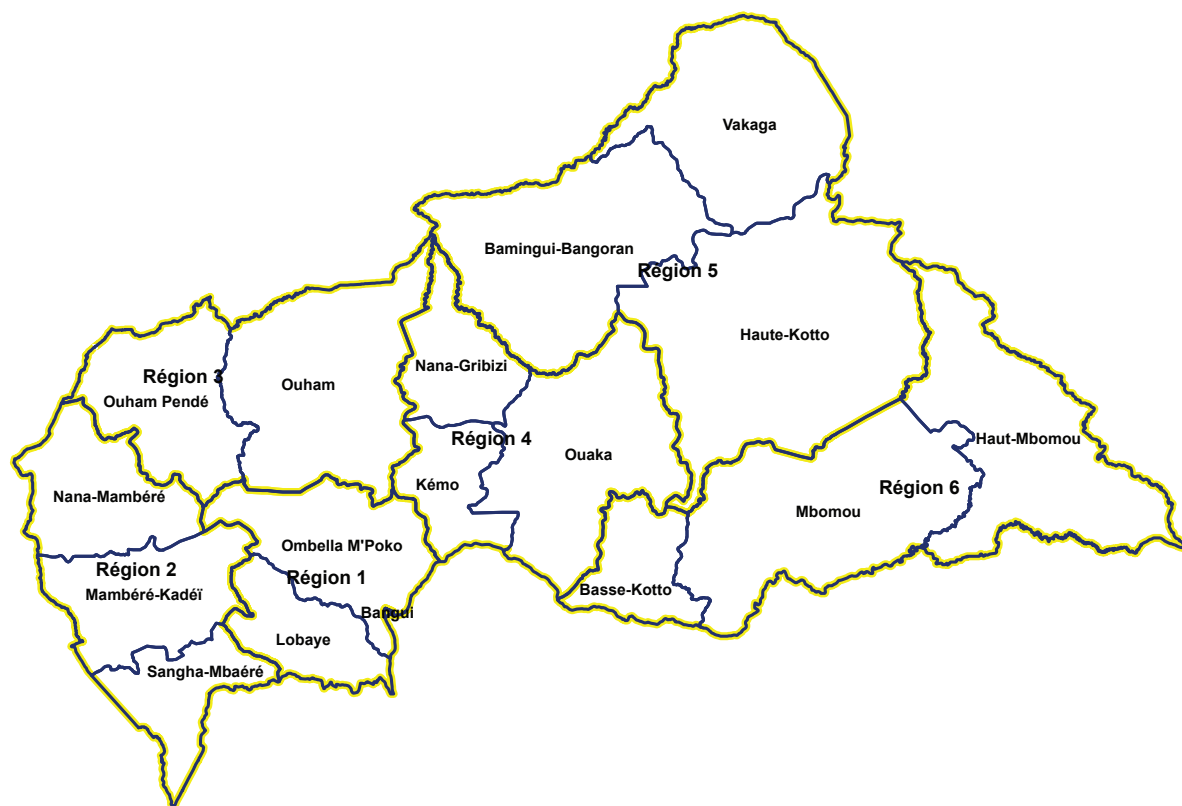 Vakaga
Bamingui-Bangoran
Région 5
Haute-Kotto
Nana-Gribizi
Région 3
Ouham
Ouham Pendé
Région 4
Haut-Mbomou
Ouaka
Kémo
Région 6
Nana-Mambéré
Mbomou
Ombella M'Poko
Région 2
Région 1
Mambéré-Kadéï
Basse-Kotto
Bangui
Lobaye
Sangha-Mbaéré